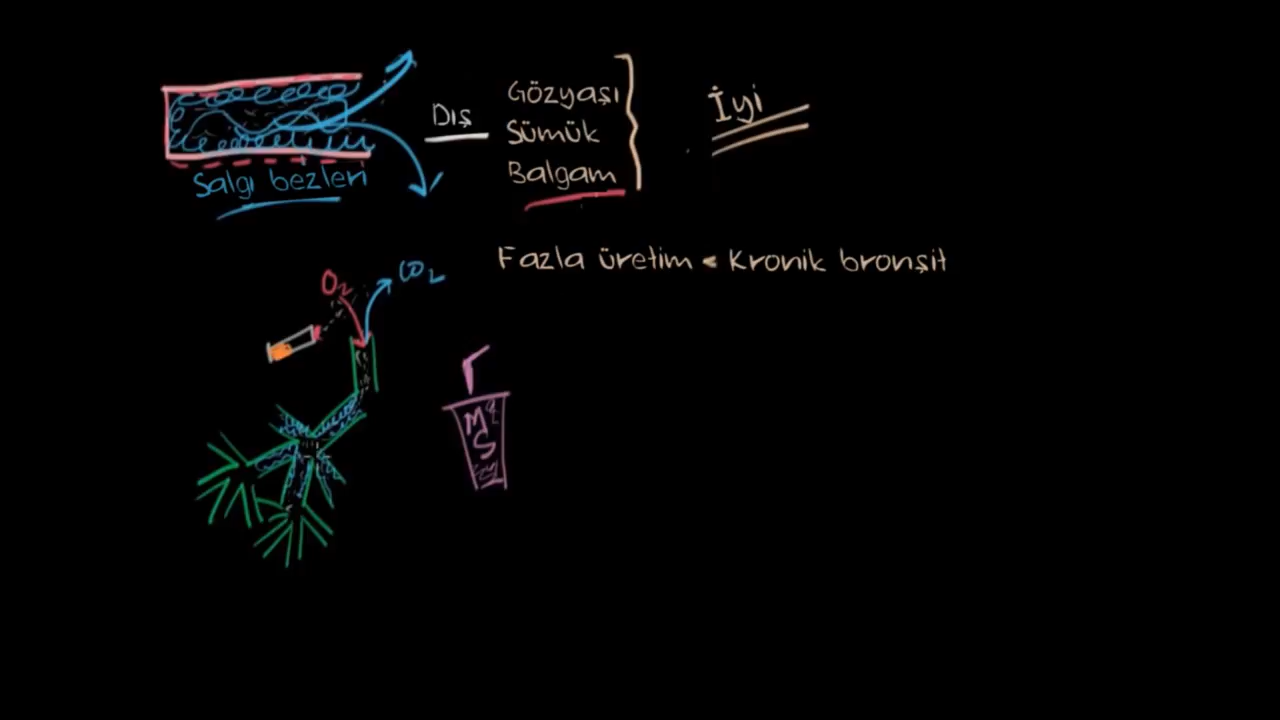 Dış
Gözyaşı
Sümük
Balgam
İyi
Salgı bezleri
Fazla üretim < Kronik bronşit
O₂
CO₂
M
S